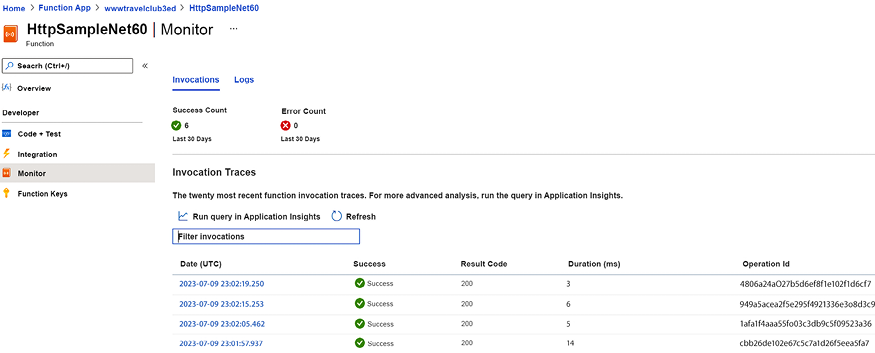 Home > Function App > wwwtravelclub3ed > HttpSampleNet60
HttpSampleNet60 | Monitor ...
Function
Seacrh (Ctrl+/) «
Overview
Developer
Code + Test
Integration
Monitor
Function Keys
Invocations Logs
Success Count Error Count
6 0
Last 30 Days Last 30 Days
Invocation Traces
The twenty most recent function invocation traces. For more advanced analysis, run the query in Application Insights.
Run query in Application Insights Refresh
Filter invocations
Date (UTC) Success Result Code Duration (ms) Operation Id
2023-07-09 23:02:19.250 Success 200 3 4806a24aO27b5d6ef8f1e102f1d6cf7
2023-07-09 23:02:15.253 Success 200 6 949a5acea2f5e295f4921336e3o8d3c9
2023-07-09 23:02:05.462 Success 200 5 1afa1f4aaa55fo03c3db9c5f09523a36
2023-07-09 23:01:57.937 Success 200 14 cbb26de102e67c5c7a1d26f5eea5fa7